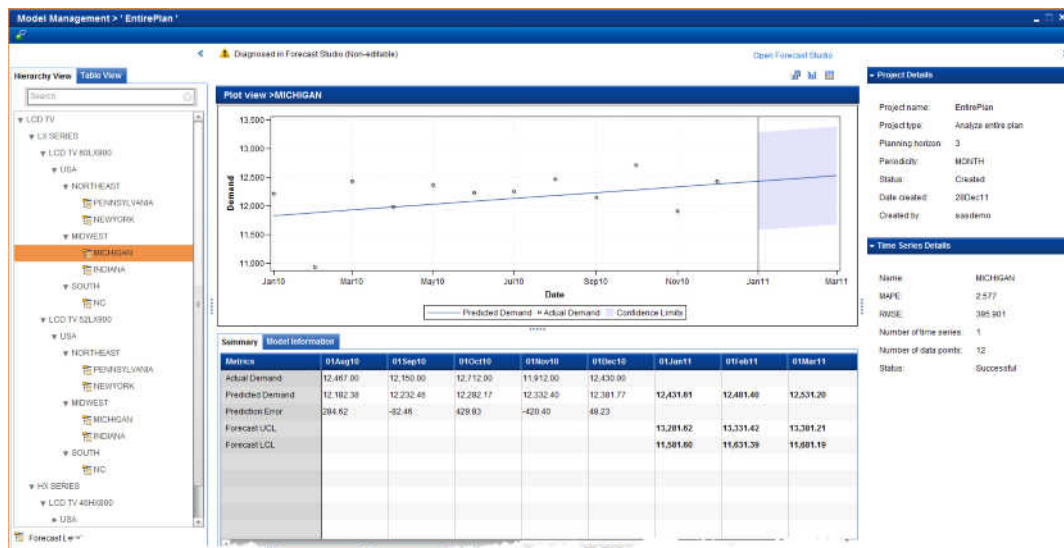 Model Management > ' EntirePlan '
Diagnosed in Forecast Studio (Non-editable)
Open Forecast Studio
Hierarchy View Table View
Search
LCD TV
LX SERIES
LCD TV 60LX900
USA
NORTHEAST
PENNSYLVANIA
NEWYORK
MIDWEST
MICHIGAN
INDIANA
SOUTH
NC
LCD TV 52LX900
USA
NORTHEAST
PENNSYLVANIA
NEWYORK
MIDWEST
MICHIGAN
INDIANA
SOUTH
NC
HX SERIES
LCD TV 46HX800
USA
Forecast
Plot view >MICHIGAN
13,500
13,000
12,500
12,000
11,500
11,000
Demand
Jan10 Mar10 May10 Jul10 Sep10 Nov10 Jan11 Mar11
Date
Predicted Demand Actual Demand Confidence Limits
Summary Model Information
Metrics 01Aug10 01Sep10 01Oct10 01Nov10 01Dec10 01Jan11 01Feb11 01Mar11
Actual Demand 12,467.00 12,150.00 12,712.00 11,912.00 12,430.00
Predicted Demand 12,182.38 12,232.46 12,282.17 12,332.40 12,381.77 12,431.61 12,481.40 12,531.20
Prediction Error 284.62 -82.46 429.83 -420.40 48.23
Forecast UCL 13,281.62 13,331.42 13,381.21
Forecast LCL 11,581.60 11,631.39 11,681.19
Project Details
Project name: EntirePlan
Project type: Analyze entire plan
Planning horizon 3
Periodicity: MONTH
Status: Created
Date created: 28Dec11
Created by: sasdemo
Time Series Details
Name: MICHIGAN
MAPE: 2.577
RMSE: 395.901
Number of time series: 1
Number of data points: 12
Status: Successful